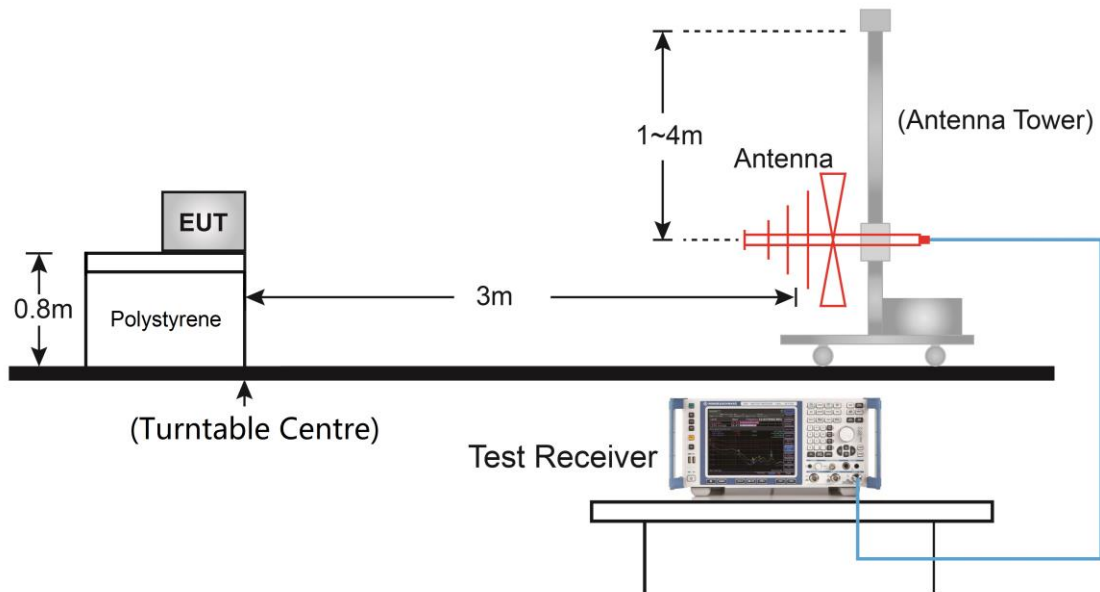 1~4m
(Antenna Tower)
Antenna
EUT
0.8m
Polystyrene
3m
(Turntable Centre)
Test Receiver